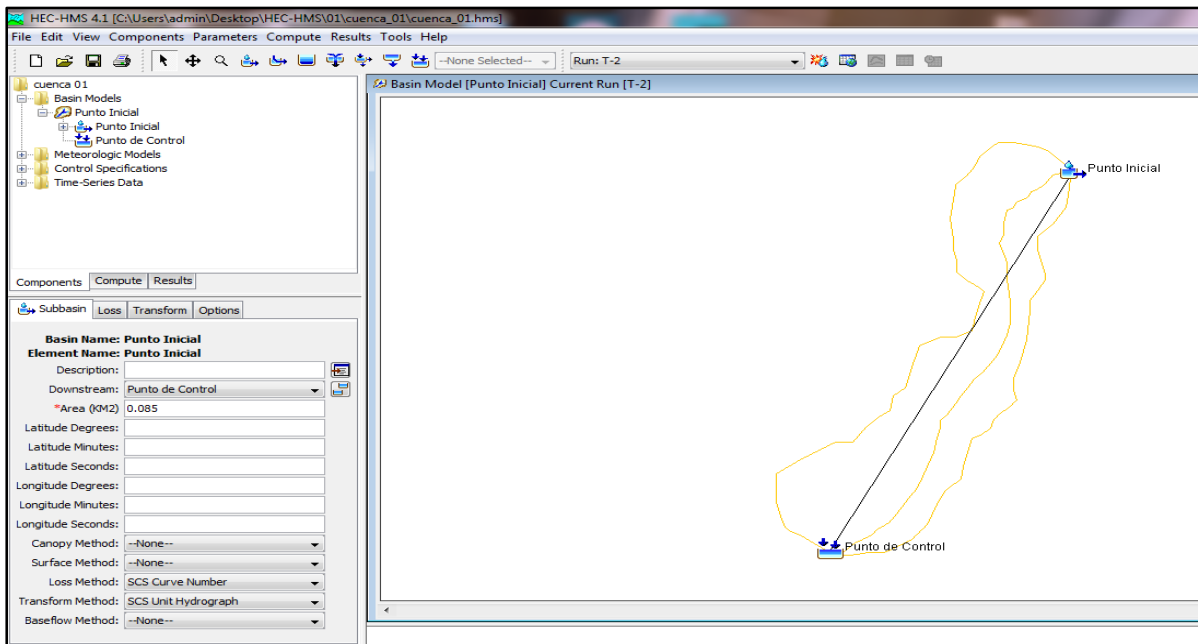 HEC-HMS 4.1 [C:\Users\admin\Desktop\HEC-HMS\01\cuenca_01\cuenca_01.hms]
File Edit View Components Parameters Compute Results Tools Help
--None Selected-- Run: T-2
cuenca 01
Basin Models
Punto Inicial
Punto Inicial
Punto de Control
Meteorologic Models
Control Specifications
Time-Series Data
Components Compute Results
Subbasin Loss Transform Options
Basin Name: Punto Inicial
Element Name: Punto Inicial
Description:
Downstream: Punto de Control
*Area (KM2) 0.085
Latitude Degrees:
Latitude Minutes:
Latitude Seconds:
Longitude Degrees:
Longitude Minutes:
Longitude Seconds:
Canopy Method: --None--
Surface Method: --None--
Loss Method: SCS Curve Number
Transform Method: SCS Unit Hydrograph
Baseflow Method: --None--
Basin Model [Punto Inicial] Current Run [T-2]
Punto Inicial
Punto de Control